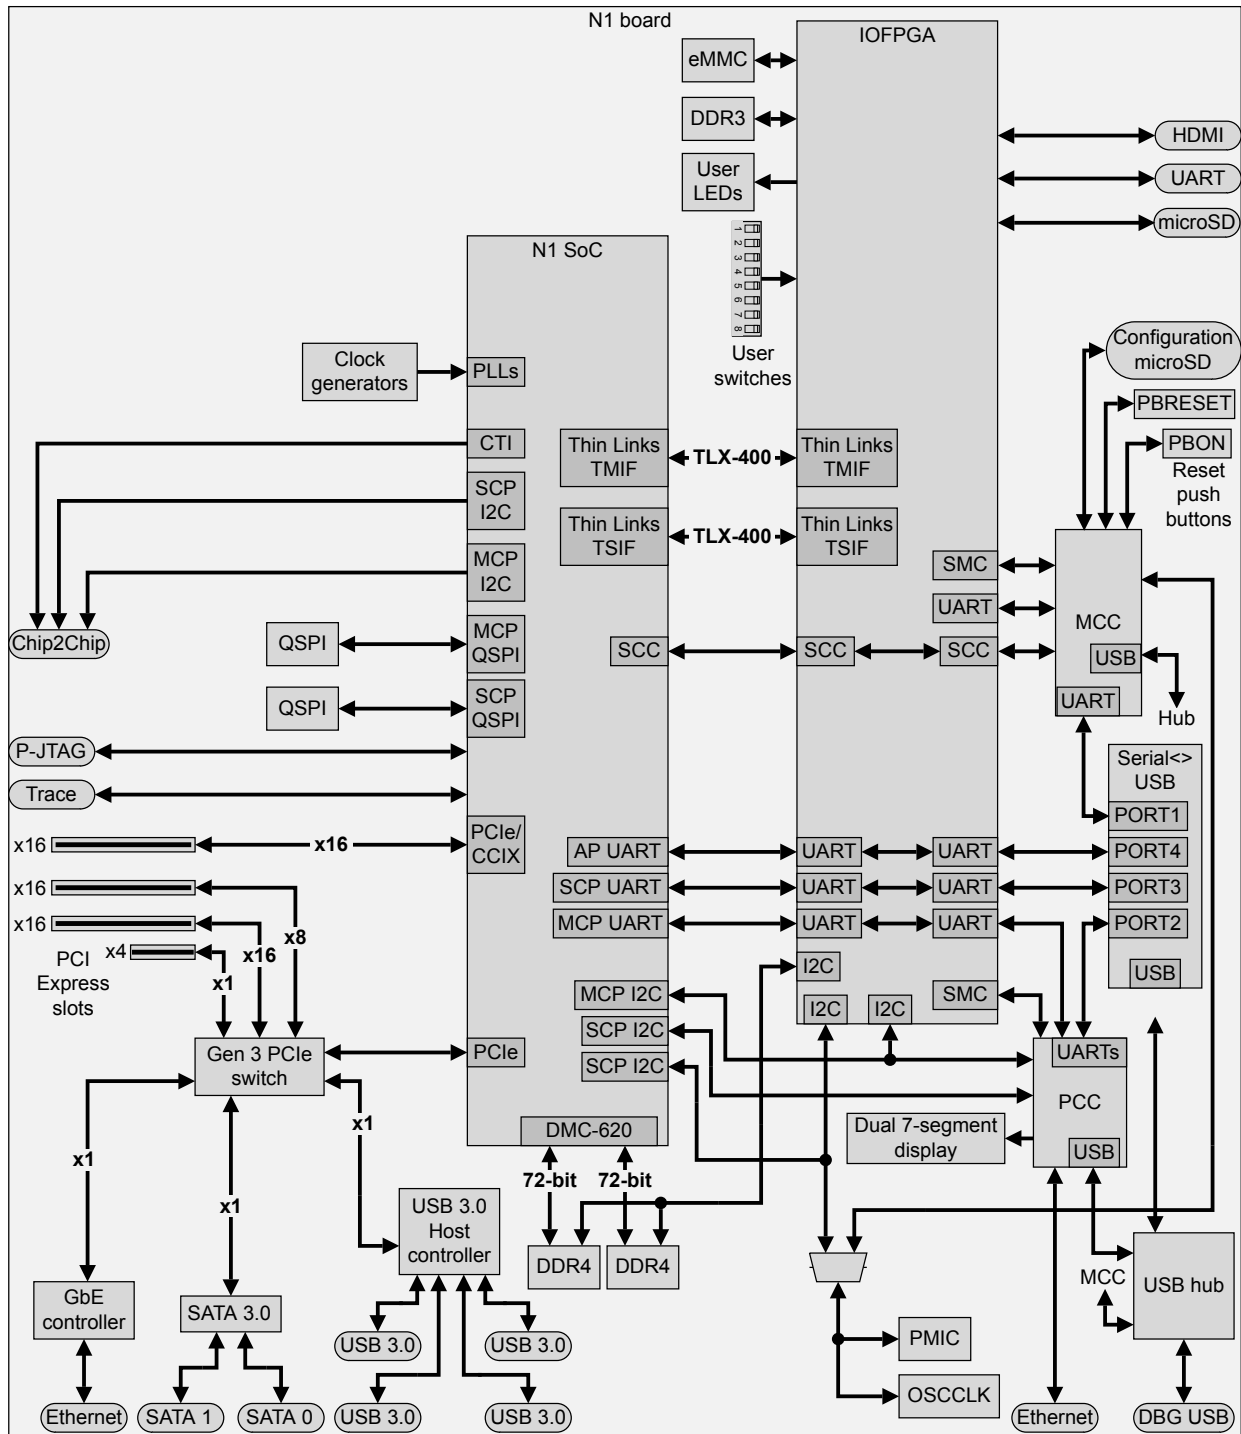 N1 board
IOFPGA
eMMC
DDR3
User
LEDs
HDMI
UART
microSD
1
2
3
4
5
6
7
8
User
switches
N1 SoC
Clock
generators
PLLs
Configuration
microSD
PBRESET
PBON
Reset
push
buttons
CTI
SCP
I2C
MCP
I2C
Thin Links
TMIF
TLX-400
Thin Links
TMIF
Thin Links
TSIF
TLX-400
Thin Links
TSIF
SMC
UART
MCC
Chip2Chip
QSPI
MCP
QSPI
SCC
SCC
SCC
USB
UART
Hub
QSPI
SCP
QSPI
P-JTAG
Trace
Serial<>
USB
PORT1
x16
x16
PCIe/
CCIX
AP UART
UART
UART
PORT4
x16
SCP UART
UART
UART
PORT3
x16
MCP UART
UART
UART
PORT2
x8
x16
x4
x1
PCI
Express
slots
I2C
USB
MCP I2C
I2C
I2C
SMC
SCP I2C
Gen 3 PCIe
switch
PCIe
SCP I2C
UARTs
PCC
USB
DMC-620
Dual 7-segment
display
x1
x1
x1
72-bit
72-bit
USB 3.0
Host
controller
DDR4
DDR4
MCC
USB hub
GbE
controller
SATA 3.0
USB 3.0
USB 3.0
PMIC
OSCCLK
Ethernet
SATA 1
SATA 0
USB 3.0
USB 3.0
Ethernet
DBG USB